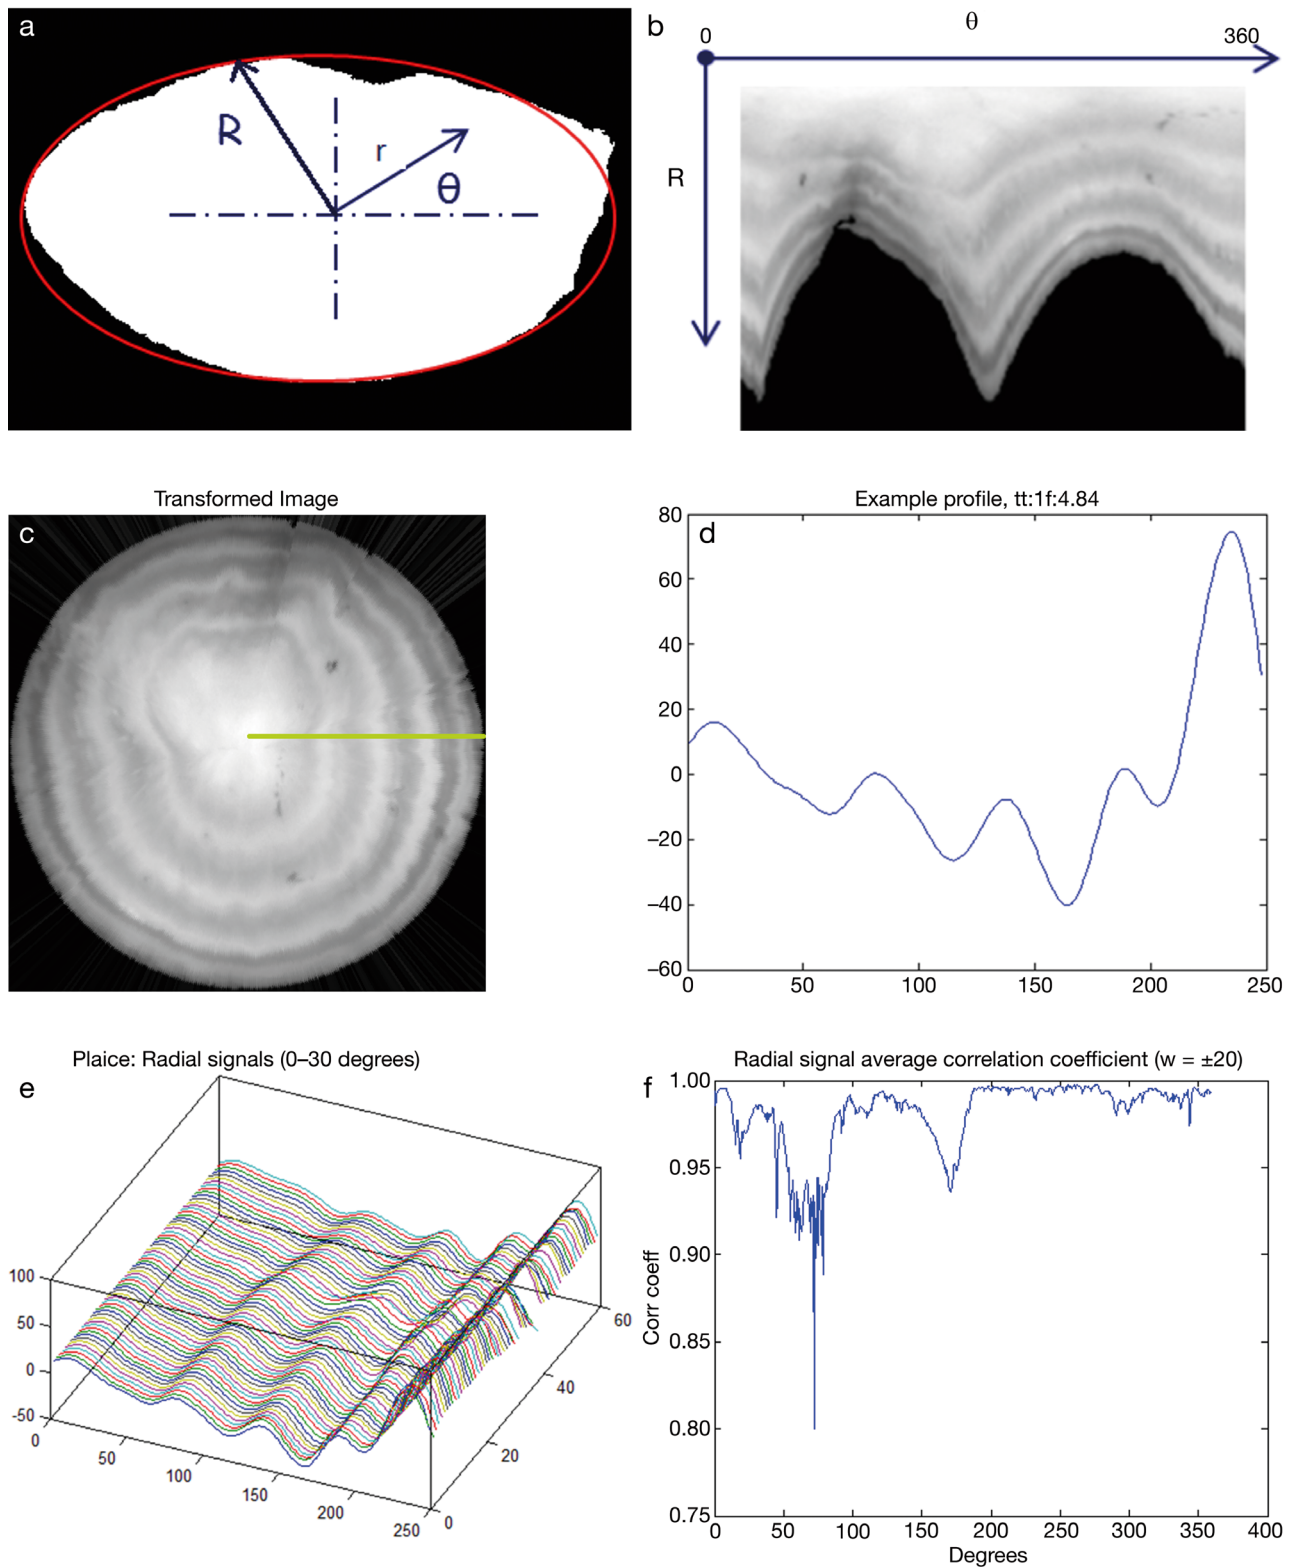 a
R
r
θ
b
θ
0
360
R
Transformed Image
c
Example profile, tt:1f:4.84
d
80
60
40
20
0
−20
−40
−60
0 50 100 150 200 250
Plaice: Radial signals (0–30 degrees)
e
100
50
0
-50
0
50
100
150
200
250
0
20
40
60
Radial signal average correlation coefficient (w = ±20)
f
1.00
0.95
0.90
0.85
0.80
0.75
Corr coeff
0 50 100 150 200 250 300 350 400
Degrees